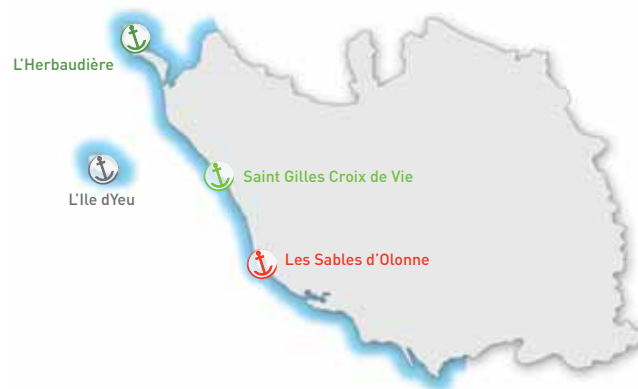 L'Herbaudière
Saint Gilles Croix de Vie
L'Ile dYeu
Les Sables d'Olonne